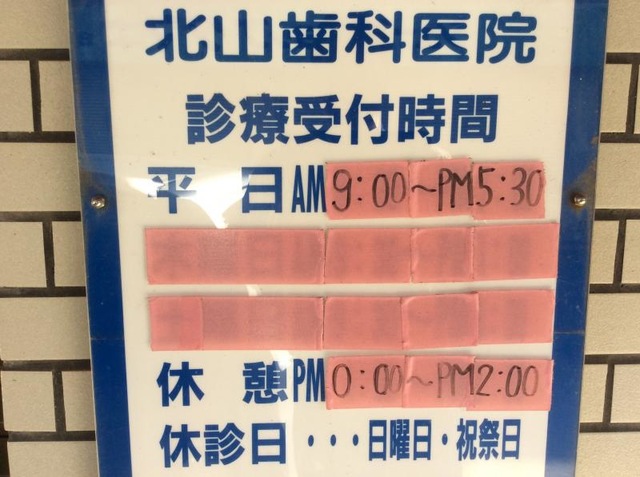 北山歯科医院
診療受付時間
平日AM9:00～PM5:30
休憩PM0:00～PM2:00
休診日・・・日曜日・祝祭日